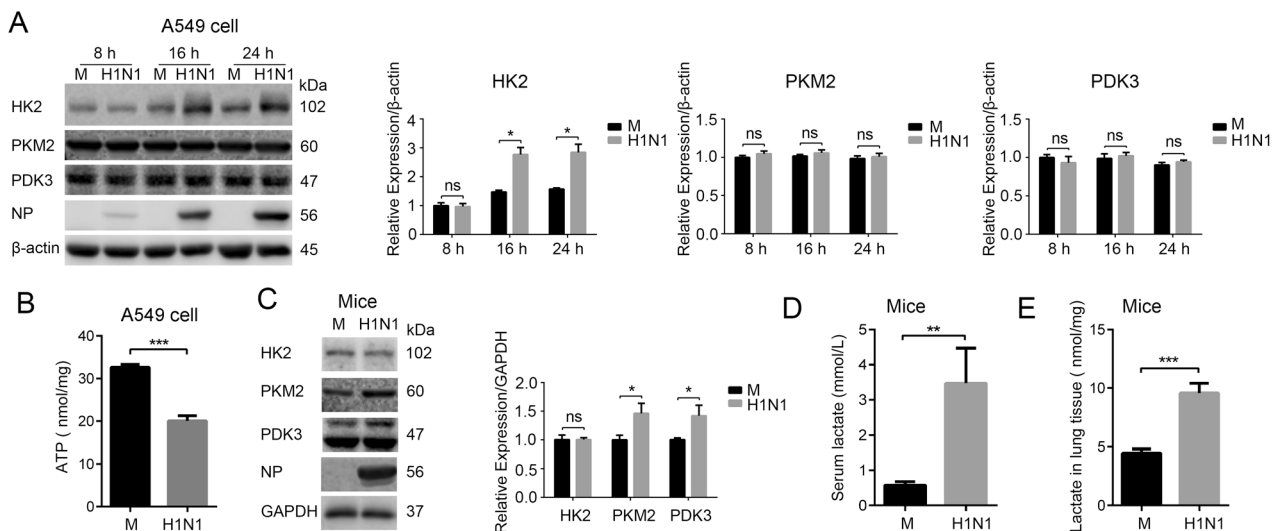 A
A549 cell
8 h 16 h 24 h
M H1N1 M H1N1 M H1N1
kDa
HK2 102
PKM2 60
PDK3 47
NP 56
β-actin 45
HK2
Relative Expression/β-actin
4
3
2
1
0
ns * *
8 h 16 h 24 h
M
H1N1
PKM2
Relative Expression/β-actin
1.5
1.0
0.5
0.0
ns ns ns
8 h 16 h 24 h
M
H1N1
PDK3
Relative Expression/β-actin
1.5
1.0
0.5
0.0
ns ns ns
8 h 16 h 24 h
M
H1N1
B
A549 cell
ATP ( nmol/mg)
40
30
20
10
0
***
M H1N1
C
Mice
M H1N1
kDa
HK2 102
PKM2 60
PDK3 47
NP 56
GAPDH 37
Relative Expression/GAPDH
2.0
1.5
1.0
0.5
0.0
ns * *
HK2 PKM2 PDK3
M
H1N1
D
Mice
Serum lactate (mmol/L)
5
4
3
2
1
0
**
M H1N1
E
Mice
Lactate in lung tissue ( nmol/mg)
15
10
5
0
***
M H1N1